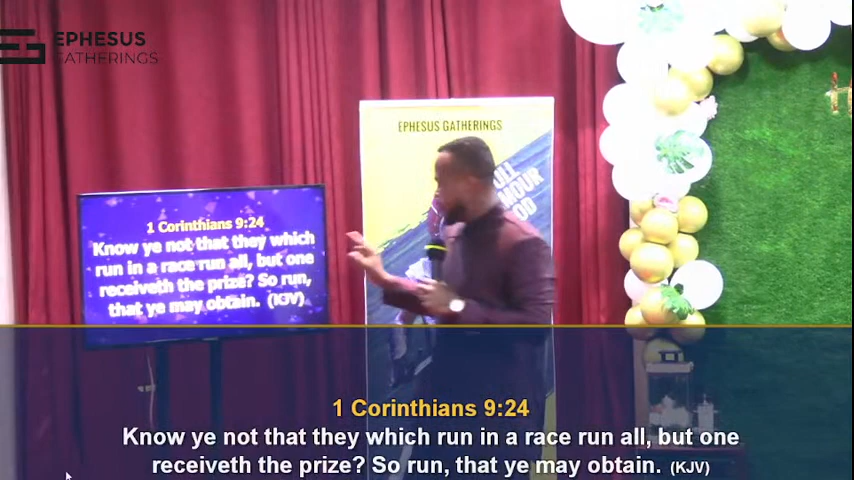 EPHESUS
GATHERINGS
EPHESUS GATHERINGS
1 Corinthians 9:24
Know ye not that they which
run in a race run all, but one
receiveth the prize? So run,
that ye may obtain. (KJV)
1 Corinthians 9:24
Know ye not that they which run in a race run all, but one
receiveth the prize? So run, that ye may obtain. (KJV)